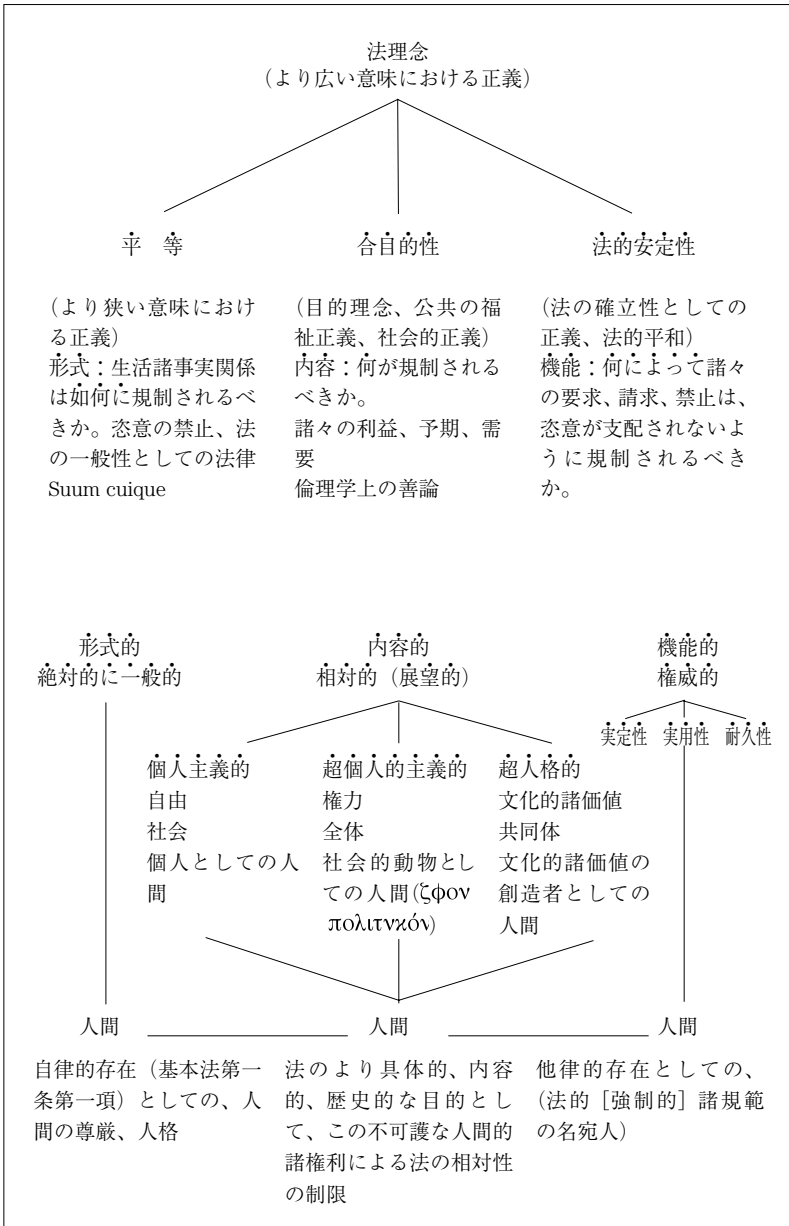 法理念
(より広い意味における正義)
平　等
合目的性
法的安定性
(より狭い意味におけ
る正義)
形式：生活諸事実関係
は如何に規制されるべ
きか。恣意の禁止、法
の一般性としての法律
Suum cuique
(目的理念、公共の福
祉正義、社会的正義)
内容：何が規制される
べきか。
諸々の利益、予期、需
要
倫理学上の善論
(法の確立性としての
正義、法的平和)
機能：何によって諸々
の要求、請求、禁止は、
恣意が支配されないよ
うに規制されるべき
か。
形式的
絶対的に一般的
内容的
相対的（展望的）
機能的
権威的
実定性　実用性　耐久性
個人主義的
自由
社会
個人としての人
間
超個人的主義的
権力
全体
社会的動物とし
ての人間(ζφον
πολιτνκόν)
超人格的
文化的諸価値
共同体
文化的諸価値の
創造者としての
人間
人間
人間
人間
自律的存在（基本法第一
条第一項）としての、人
間の尊厳、人格
法のより具体的、内容
的、歴史的な目的とし
て、この不可護な人間的
諸権利による法の相対性
の制限
他律的存在としての、
(法的［強制的］諸規範
の名宛人）